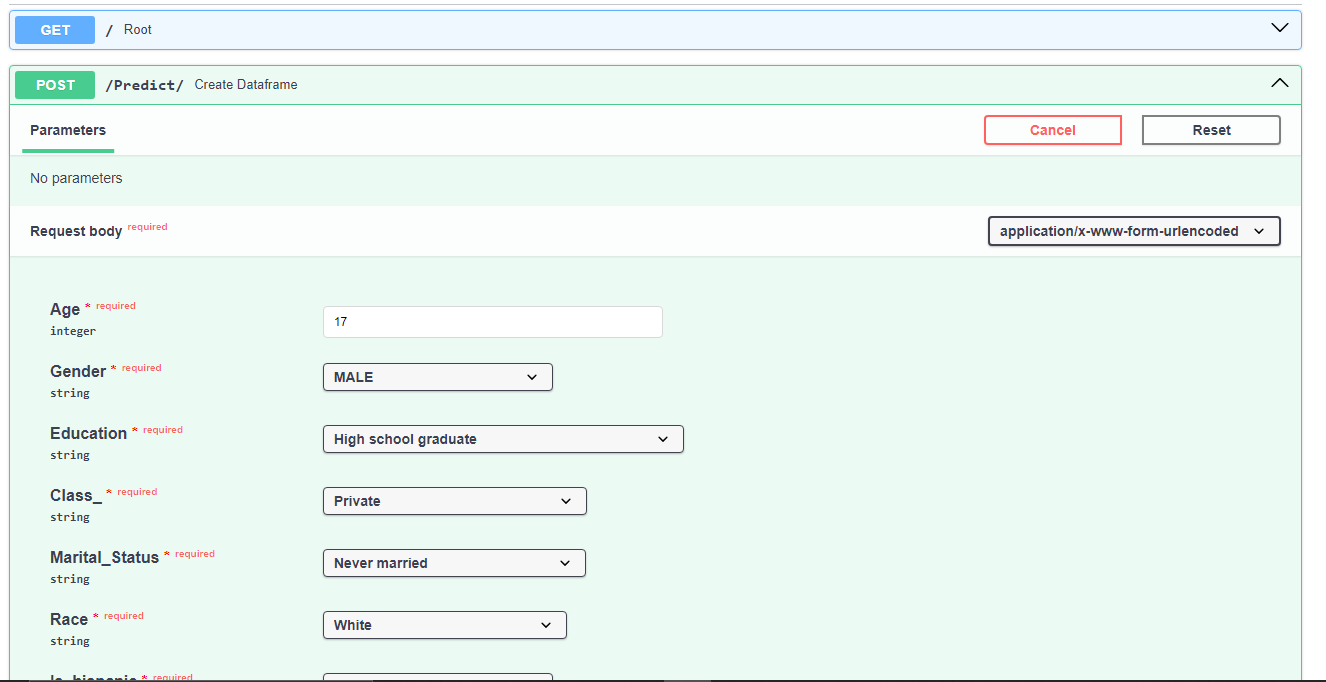 GET / Root
POST /Predict/ Create Dataframe
Parameters Cancel Reset
No parameters
Request body required application/x-www-form-urlencoded
Age * required
integer
17
Gender * required
string
MALE
Education * required
string
High school graduate
Class_ * required
string
Private
Marital_Status * required
string
Never married
Race * required
string
White
* required